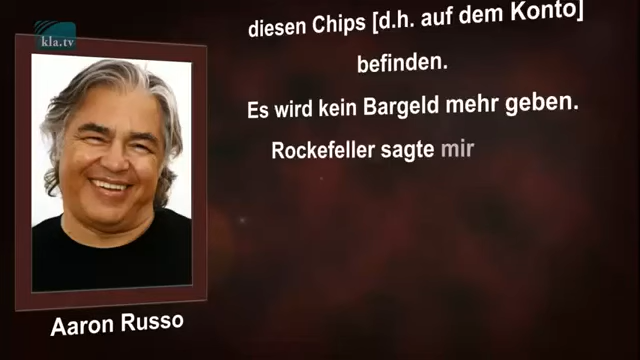 kla.tv
diesen Chips [d.h. auf dem Konto]
befinden.
Es wird kein Bargeld mehr geben.
Rockefeller sagte mir
Aaron Russo